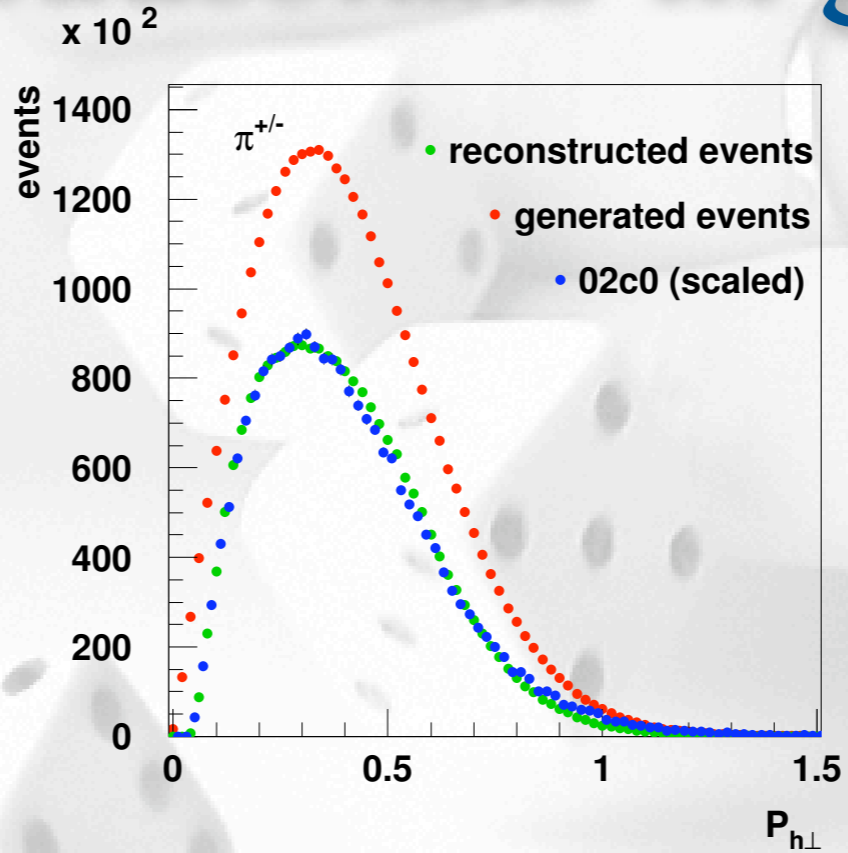 x 10 2
events
1400
1200
1000
800
600
400
200
0
π+/-
reconstructed events
generated events
02c0 (scaled)
0 0.5 1 1.5
Ph⊥